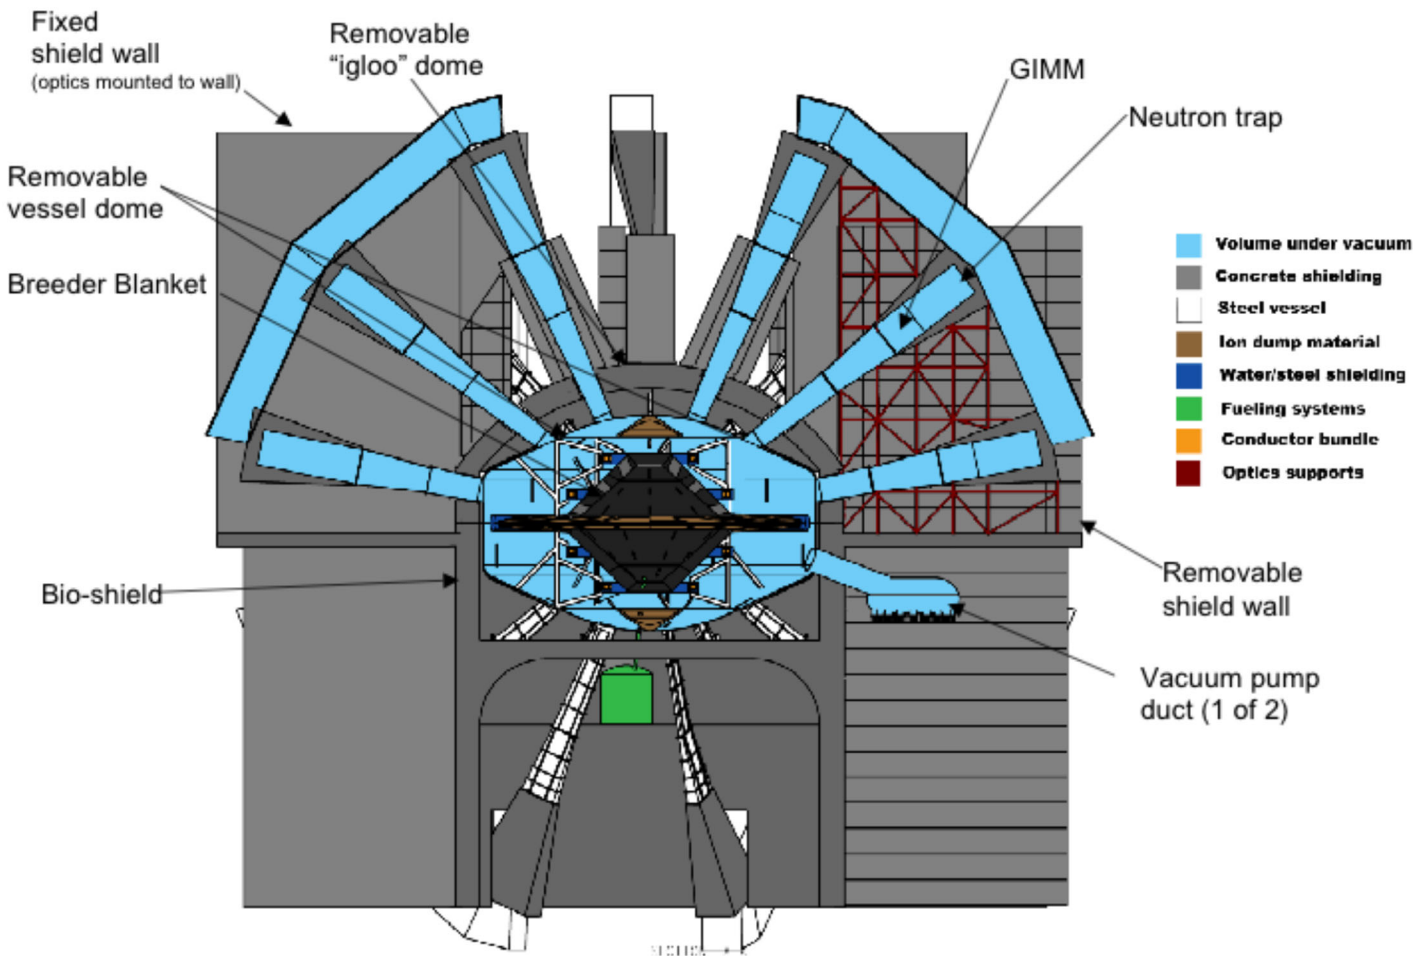 Fixed
shield wall
(optics mounted to wall)
Removable
“igloo” dome
GIMM
Neutron trap
Removable
vessel dome
Breeder Blanket
Volume under vacuum
Concrete shielding
Steel vessel
Ion dump material
Water/steel shielding
Fueling systems
Conductor bundle
Optics supports
Bio-shield
Removable
shield wall
Vacuum pump
duct (1 of 2)